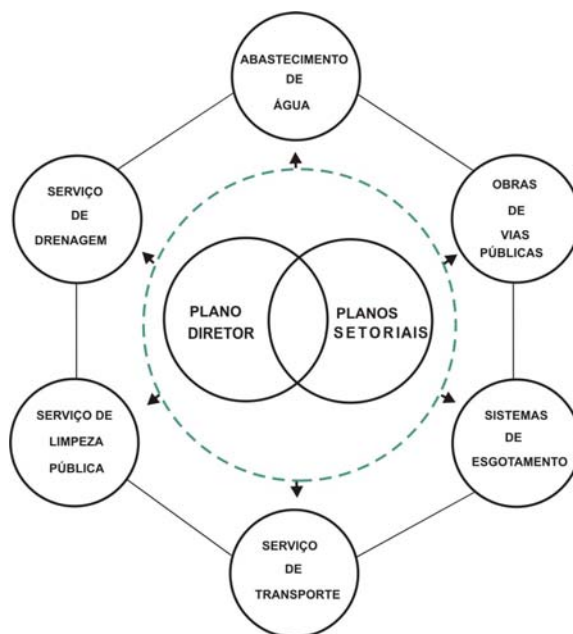 ABASTECIMENTO
DE
ÁGUA
SERVIÇO
DE
DRENAGEM
OBRAS
DE
VIAS
PÚBLICAS
PLANO
DIRETOR
PLANOS
SETORIAIS
SERVIÇO DE
LIMPEZA
PÚBLICA
SISTEMAS
DE
ESGOTAMENTO
SERVIÇO
DE
TRANSPORTE